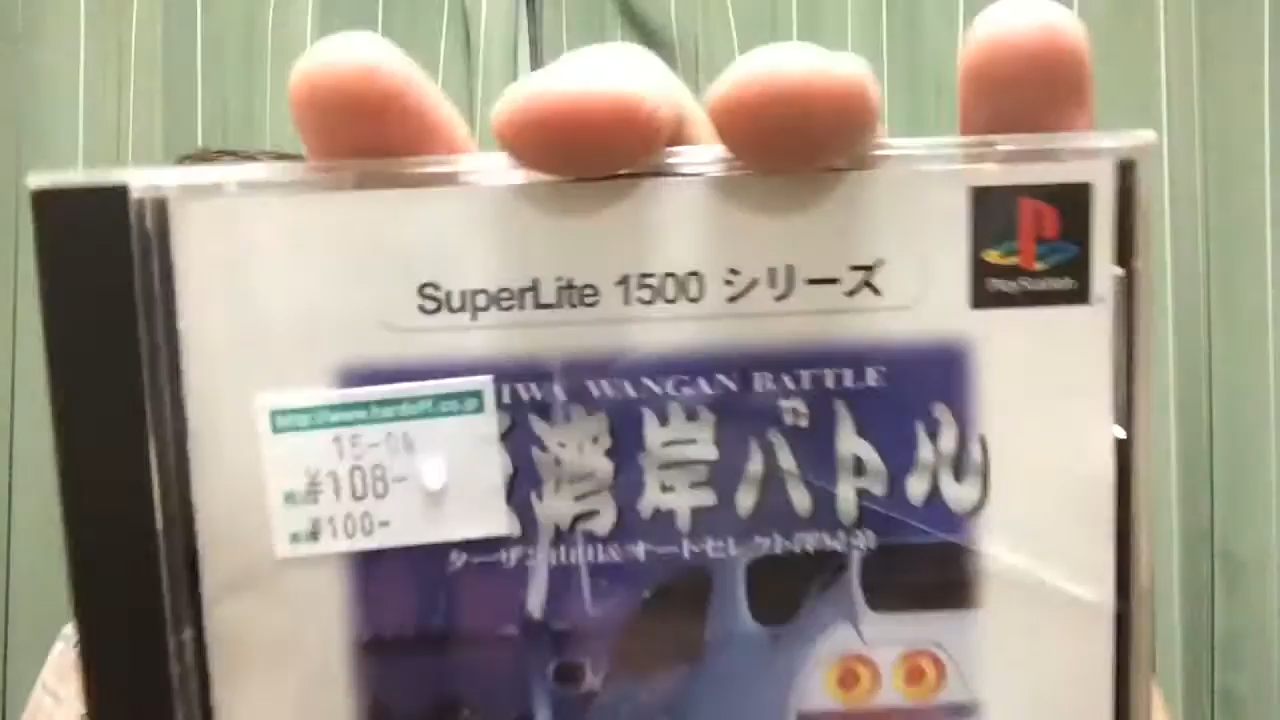 SuperLite 1500 シリーズ
PlayStation
WANGAN BATTLE
湾岸バトル
http://www.hardoff.co.jp
¥108-
¥100-